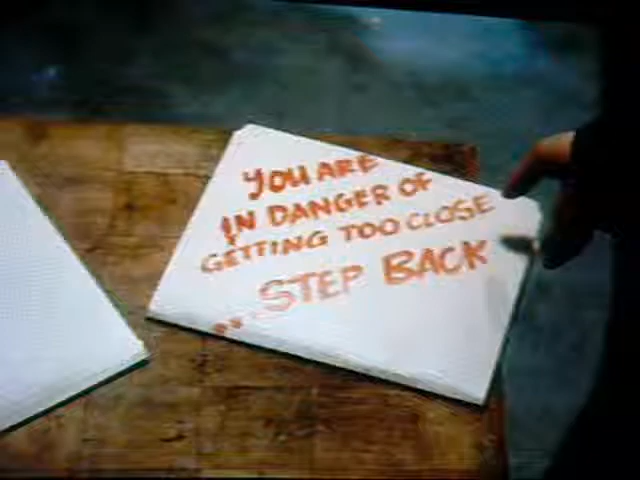 YOU ARE
IN DANGER OF
GETTING TOO CLOSE
... STEP BACK